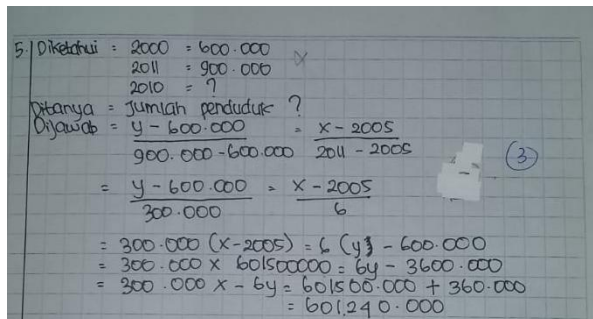 5. Diketahui = 2000 = 600.000
2011 = 900.000
2010 = ?
Ditanya = Jumlah penduduk ?
Dijawab = y - 600.000 / 900.000 - 600.000 = x - 2005 / 2011 - 2005
(3)
= y - 600.000 / 300.000 = x - 2005 / 6
= 300.000 (x - 2005) = 6 (y) - 600.000
= 300.000 x 601500000 = 6y - 3600.000
= 300.000 x - 6y = 601500.000 + 360.000
= 601.240.000